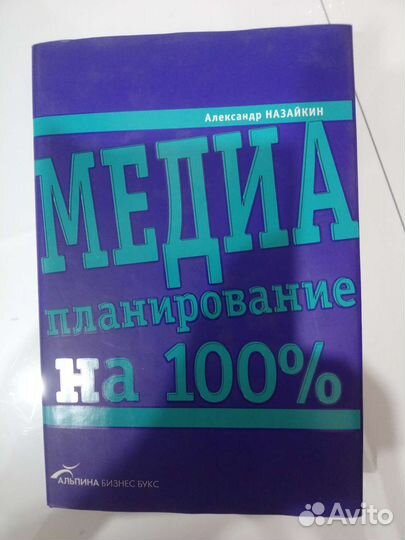 Александр НАЗАЙКИН
МЕДИА
планирование
на 100%
АЛЬПИНА БИЗНЕС БУКС
Avito